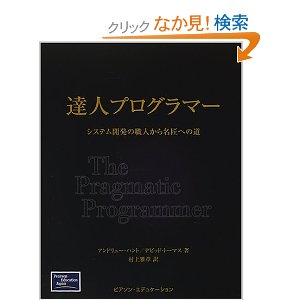 クリック なか見！検索
達人プログラマー
システム開発の職人から名匠への道
The
Pragmatic
Programmer
アンドリュー・ハント/デビッド・トーマス 著
村上雅章 訳
Pearson
Education
Japan
ピアソン・エデュケーション